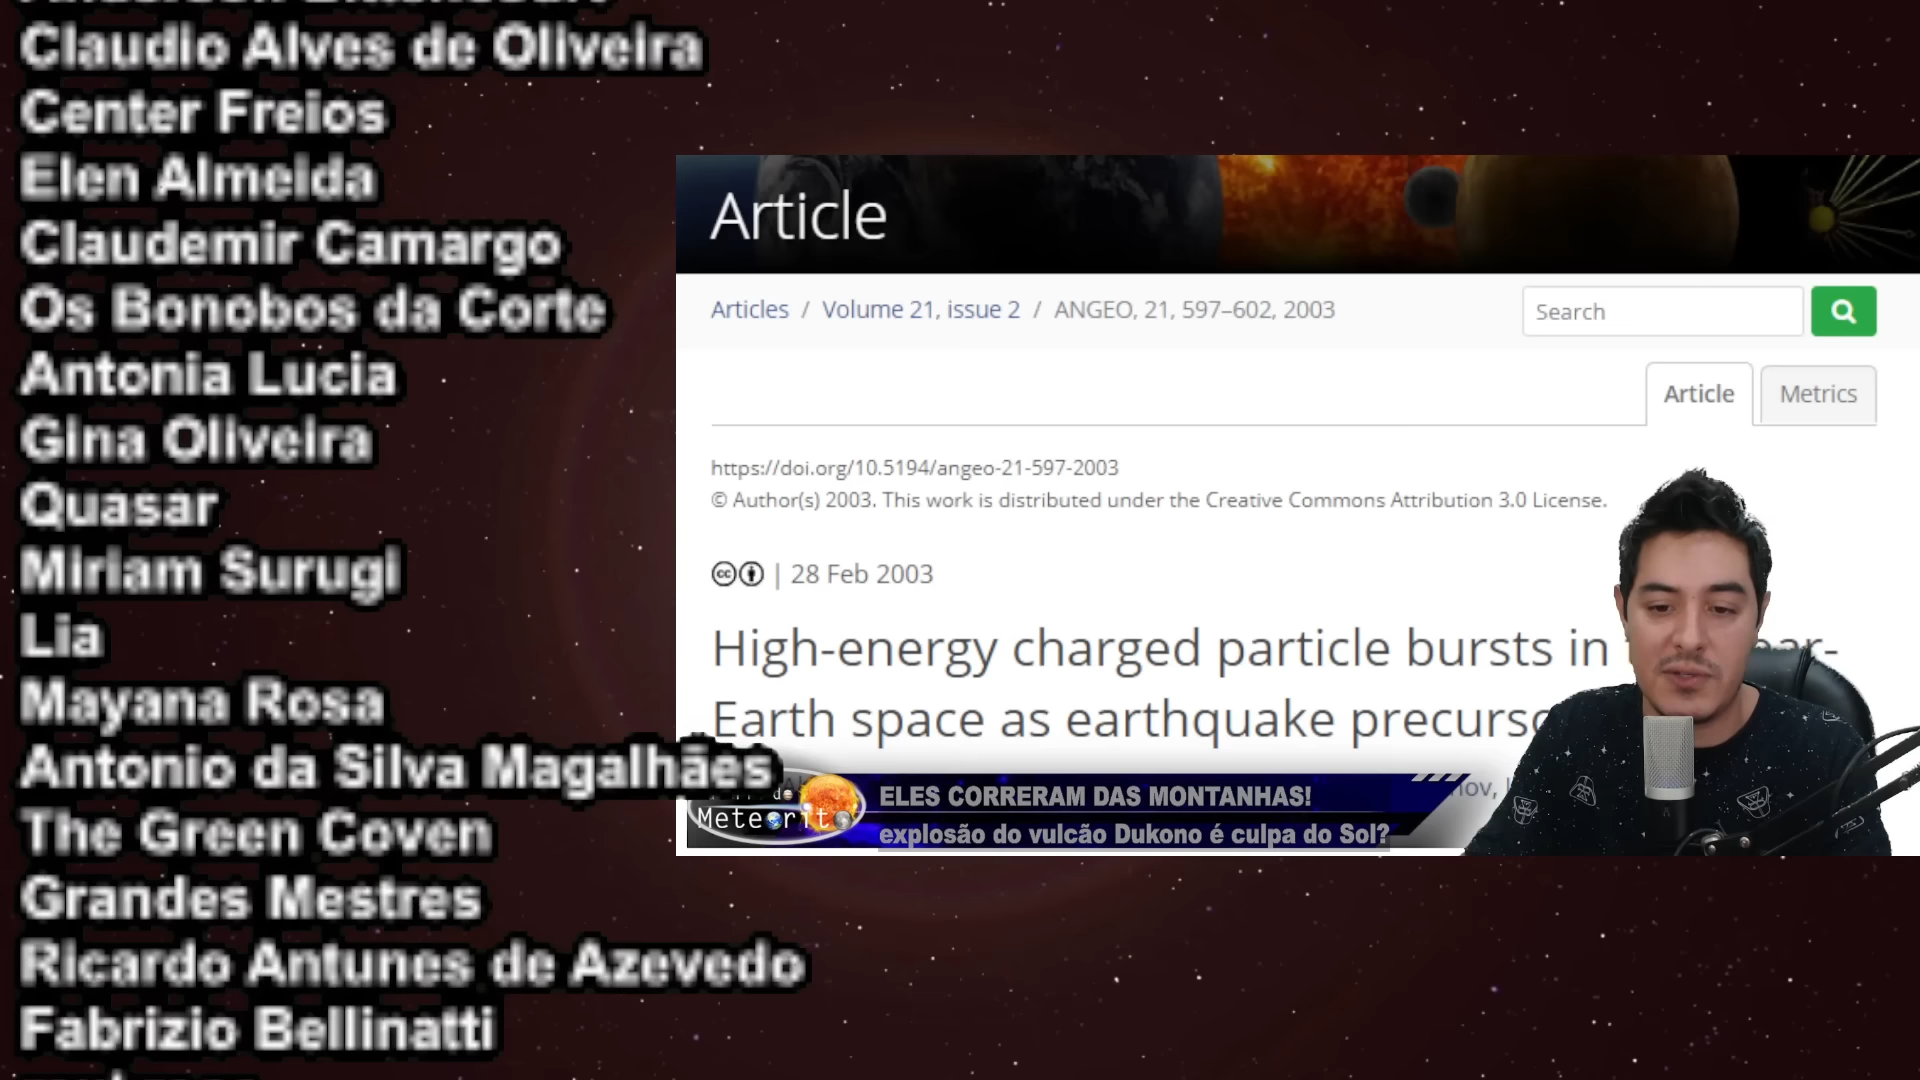 Claudio Alves de Oliveira
Center Freios
Elen Almeida
Claudemir Camargo
Os Bonobos da Corte
Antonia Lucia
Gina Oliveira
Quasar
Miriam Surugi
Lia
Mayana Rosa
Antonio da Silva Magalhães
The Green Coven
Grandes Mestres
Ricardo Antunes de Azevedo
Fabrizio Bellinatti
Article
Articles / Volume 21, issue 2 / ANGEO, 21, 597–602, 2003
Search
Article
Metrics
https://doi.org/10.5194/angeo-21-597-2003
© Author(s) 2003. This work is distributed under the Creative Commons Attribution 3.0 License.
| 28 Feb 2003
High-energy charged particle bursts in
Earth space as earthquake
Meteorito
ELES CORRERAM DAS MONTANHAS!
explosão do vulcão Dukono é culpa do Sol?